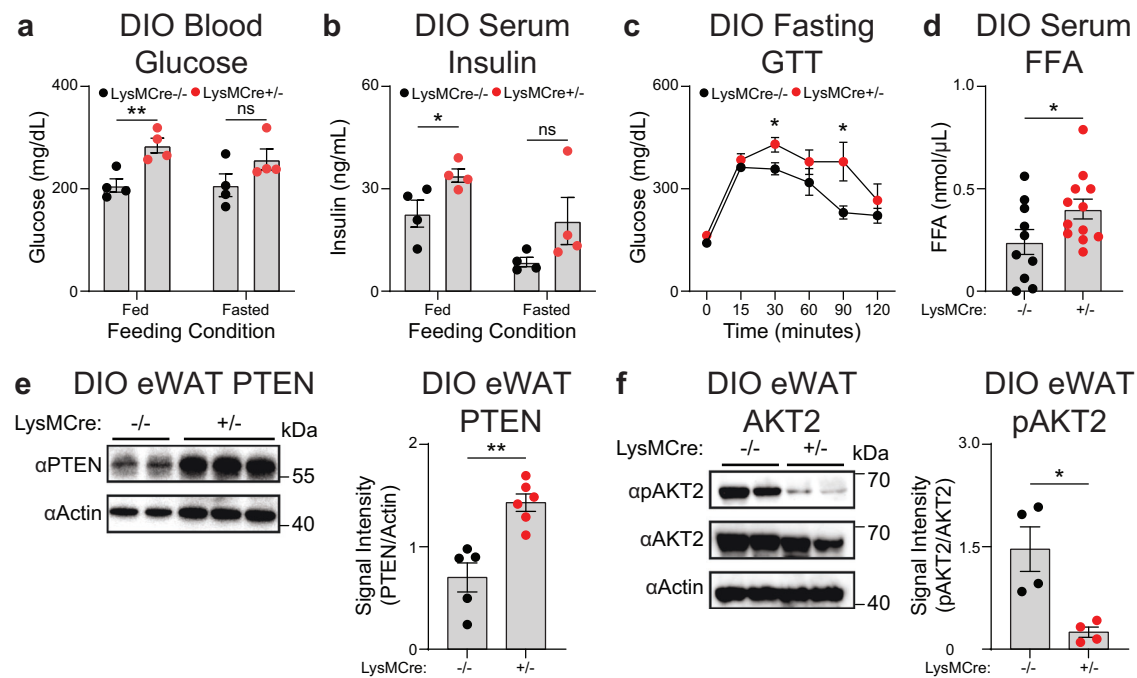 a
DIO Blood
Glucose
LysMCre-/-
LysMCre+/-
**
ns
400
200
0
Glucose (mg/dL)
Fed
Fasted
Feeding Condition
b
DIO Serum
Insulin
LysMCre-/-
LysMCre+/-
*
ns
60
30
0
Insulin (ng/mL)
Fed
Fasted
Feeding Condition
c
DIO Fasting
GTT
LysMCre-/-
LysMCre+/-
*
*
600
400
200
0
Glucose (mg/dL)
0 15 30 60 90 120
Time (minutes)
d
DIO Serum
FFA
*
1.0
0.5
0.0
FFA (nmol/µL)
LysMCre: -/- +/-
e
DIO eWAT PTEN
LysMCre: -/- +/-
kDa
αPTEN
55
αActin
40
DIO eWAT
PTEN
**
2
1
0
Signal Intensity
(PTEN/Actin)
LysMCre: -/- +/-
f
DIO eWAT
AKT2
LysMCre: -/- +/-
kDa
αpAKT2
70
αAKT2
70
αActin
40
DIO eWAT
pAKT2
*
3.0
1.5
0
Signal Intensity
(pAKT2/AKT2)
LysMCre: -/- +/-